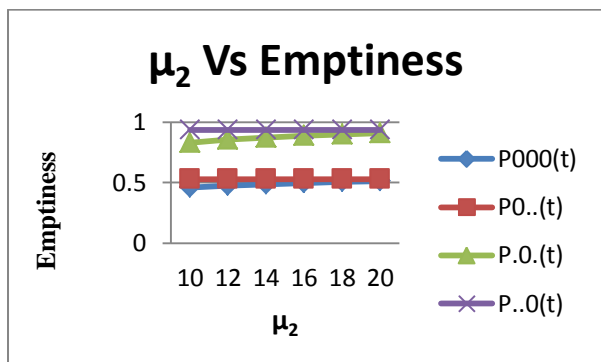 μ₂ Vs Emptiness
Emptiness
1
0.5
0
10 12 14 16 18 20
μ₂
P000(t)
P0..(t)
P.0.(t)
P..0(t)